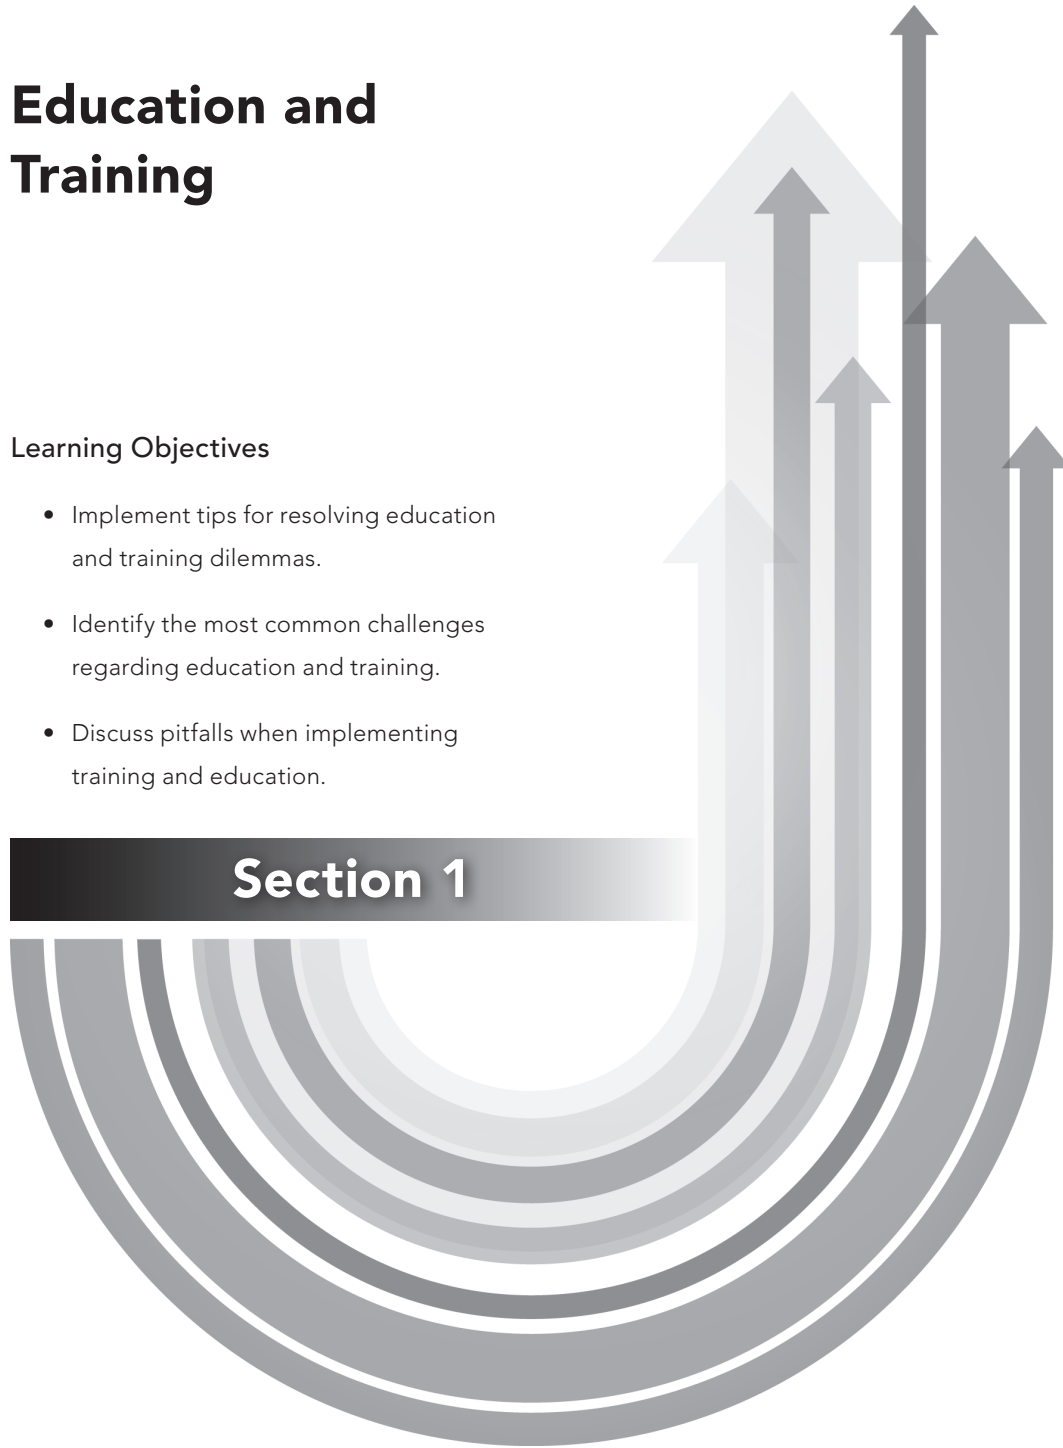 Education and
Training
Learning Objectives
• Implement tips for resolving education
and training dilemmas.
• Identify the most common challenges
regarding education and training.
• Discuss pitfalls when implementing
training and education.
Section 1